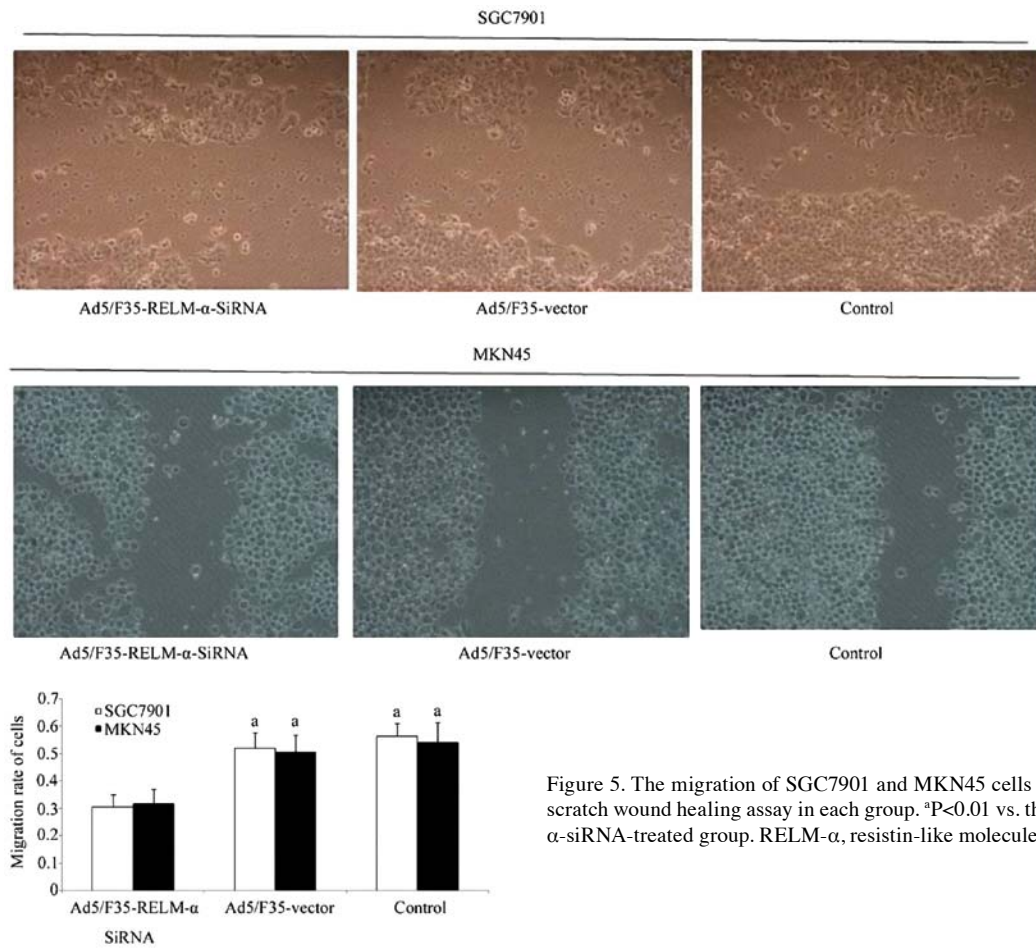 SGC7901
Ad5/F35-RELM-α-SiRNA
Ad5/F35-vector
Control
MKN45
Ad5/F35-RELM-α-SiRNA
Ad5/F35-vector
Control
Migration rate of cells
0.7
0.6
0.5
0.4
0.3
0.2
0.1
0
SGC7901
MKN45
a a a a
Ad5/F35-RELM-α
SiRNA
Ad5/F35-vector
Control
Figure 5. The migration of SGC7901 and MKN45 cells
scratch wound healing assay in each group. ᵃP<0.01 vs.
α-siRNA-treated group. RELM-α, resistin-like molecule